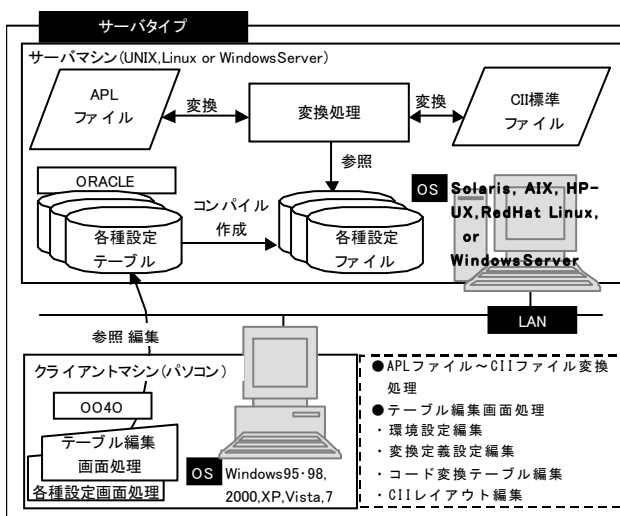 サーバタイプ
サーバマシン(UNIX,Linux or WindowsServer)
APL
ファイル
変換
変換処理
変換
CII標準
ファイル
参照
ORACLE
各種設定
テーブル
コンパイル
作成
各種設定
ファイル
OS
Solaris, AIX, HP-
UX,RedHat Linux,
or
WindowsServer
LAN
参照 編集
クライアントマシン(パソコン)
OO4O
テーブル編集
画面処理
各種設定画面処理
OS
Windows95・98,
2000,XP,Vista,7
●APLファイル～CIIファイル変換
処理
●テーブル編集画面処理
・環境設定編集
・変換定義設定編集
・コード変換テーブル編集
・CIIレイアウト編集